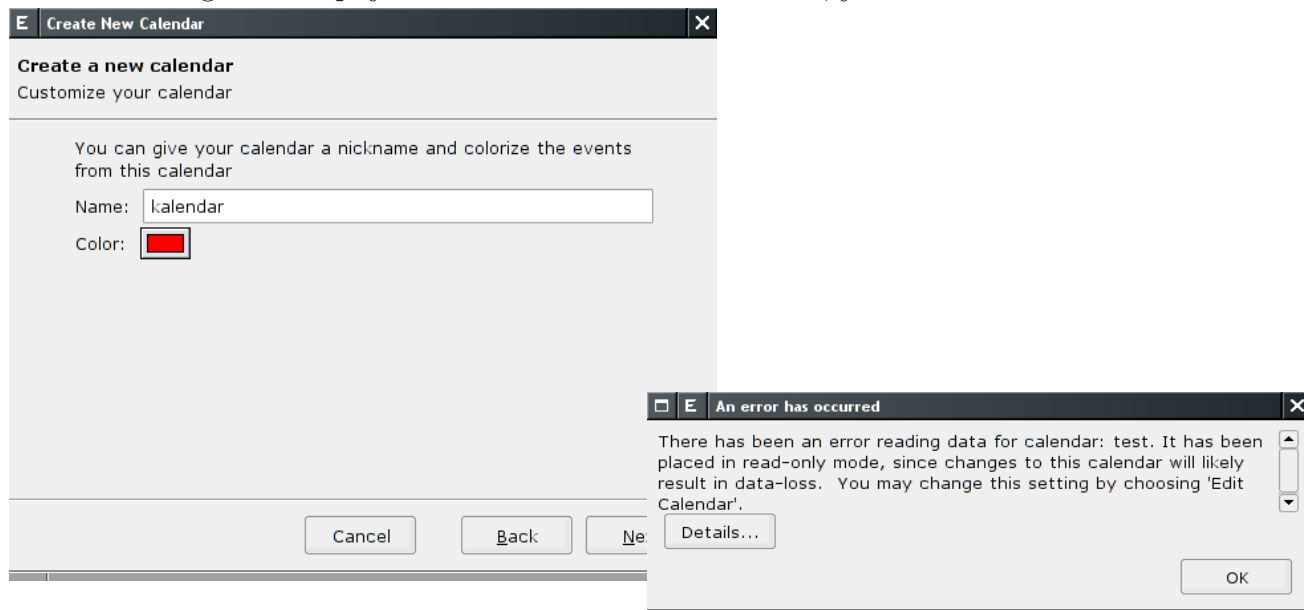 E Create New Calendar
Create a new calendar
Customize your calendar
You can give your calendar a nickname and colorize the events
from this calendar
Name: kalendar
Color:
Cancel Back
E An error has occurred
There has been an error reading data for calendar: test. It has been
placed in read-only mode, since changes to this calendar will likely
result in data-loss. You may change this setting by choosing 'Edit
Calendar'.
Details...
OK